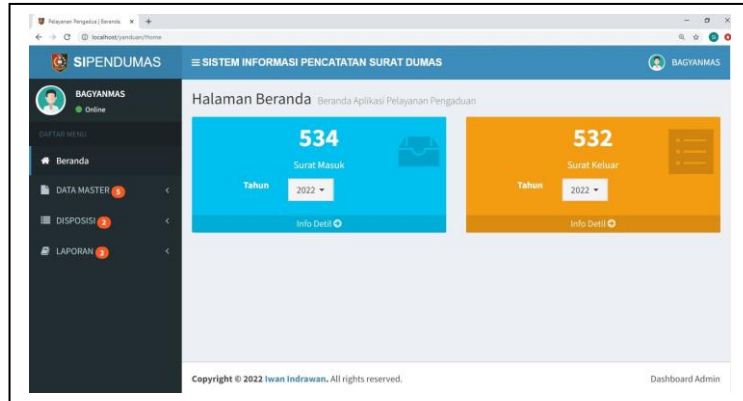 Pelayanan Pengadua | Beranda
localhost/yanduan/Home
SIPENDUMAS
SISTEM INFORMASI PENCATATAN SURAT DUMAS
BAGYANMAS
BAGYANMAS
Online
DAFTAR MENU
Beranda
DATA MASTER 5
DISPOSISI 2
LAPORAN 2
Halaman Beranda Beranda Aplikasi Pelayanan Pengaduan
534
Surat Masuk
Tahun 2022
Info Detil
532
Surat Keluar
Tahun 2022
Info Detil
Copyright © 2022 Iwan Indrawan. All rights reserved.
Dashboard Admin